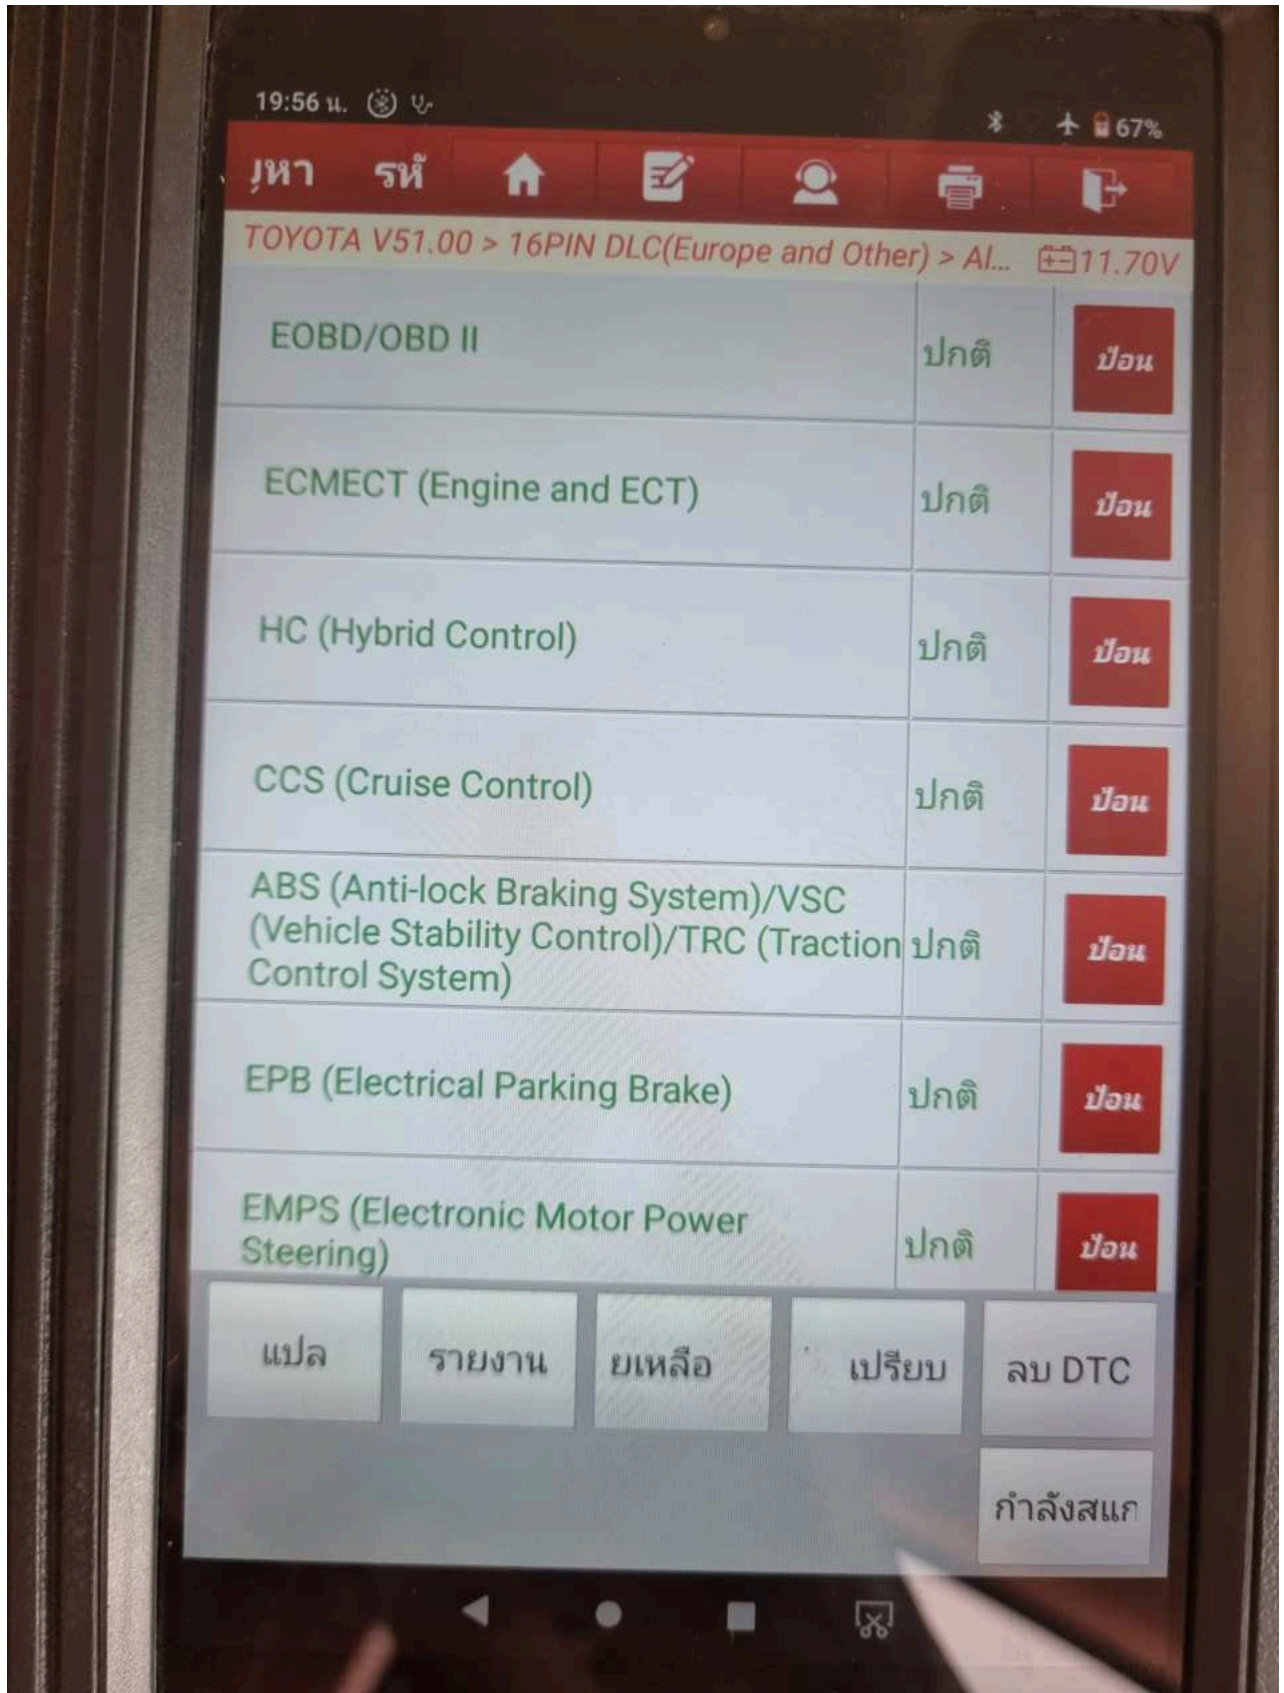 19:56 น.
67%
รหั
TOYOTA V51.00 > 16PIN DLC(Europe and Other) > Al... 11.70V
EOBD/OBD II ปกติ ป้อน
ECMECT (Engine and ECT) ปกติ ป้อน
HC (Hybrid Control) ปกติ ป้อน
CCS (Cruise Control) ปกติ ป้อน
ABS (Anti-lock Braking System)/VSC
(Vehicle Stability Control)/TRC (Traction ปกติ ป้อน
Control System)
EPB (Electrical Parking Brake) ปกติ ป้อน
EMPS (Electronic Motor Power
Steering) ปกติ ป้อน
แปล รายงาน ยเหลือ เปรียบ ลบ DTC
กำลังสแก